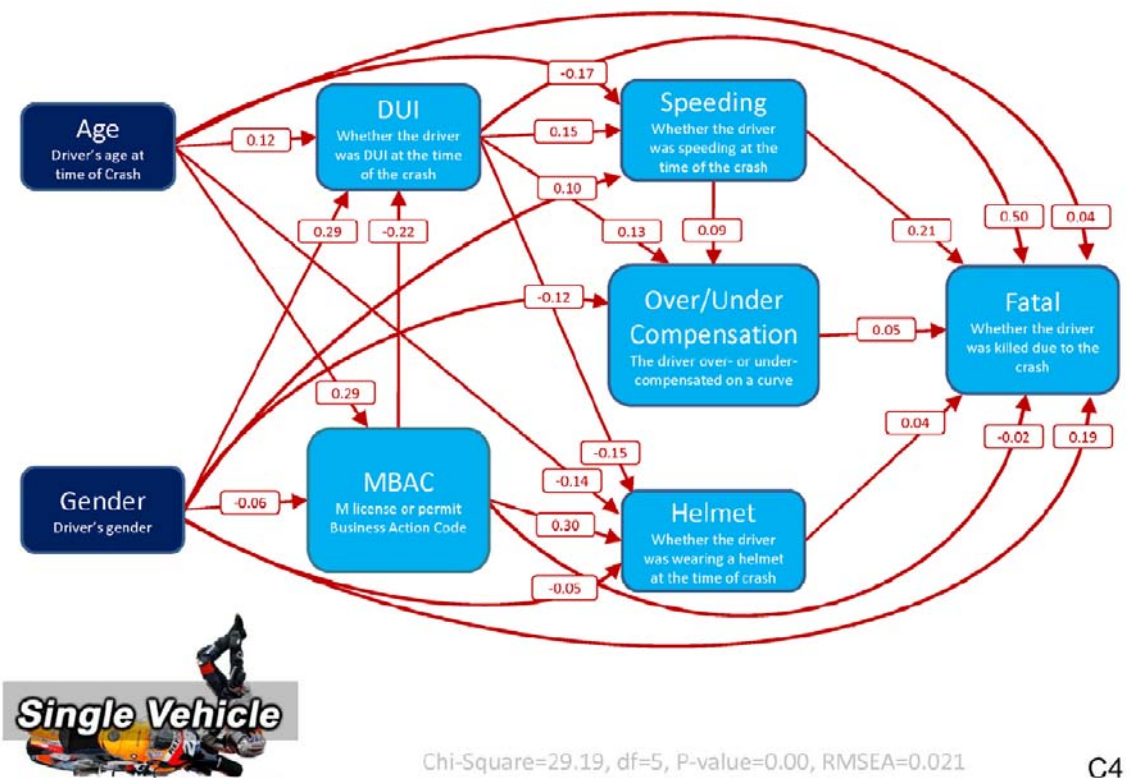 -0.17
DUI
Whether the driver
was DUI at the time
of the crash
Speeding
Whether the driver
was speeding at the
time of the crash
Age
Driver's age at
time of Crash
0.12
0.15
0.10
0.29
-0.22
0.13
0.09
0.21
0.50
0.04
-0.12
Over/Under
Compensation
The driver over- or under-
compensated on a curve
0.05
Fatal
Whether the driver
was killed due to the
crash
0.29
-0.15
-0.14
0.04
-0.02
0.19
MBAC
M license or permit
Business Action Code
Gender
Driver's gender
-0.06
0.30
Helmet
Whether the driver
was wearing a helmet
at the time of crash
-0.05
Single Vehicle
Chi-Square=29.19, df=5, P-value=0.00, RMSEA=0.021
C4